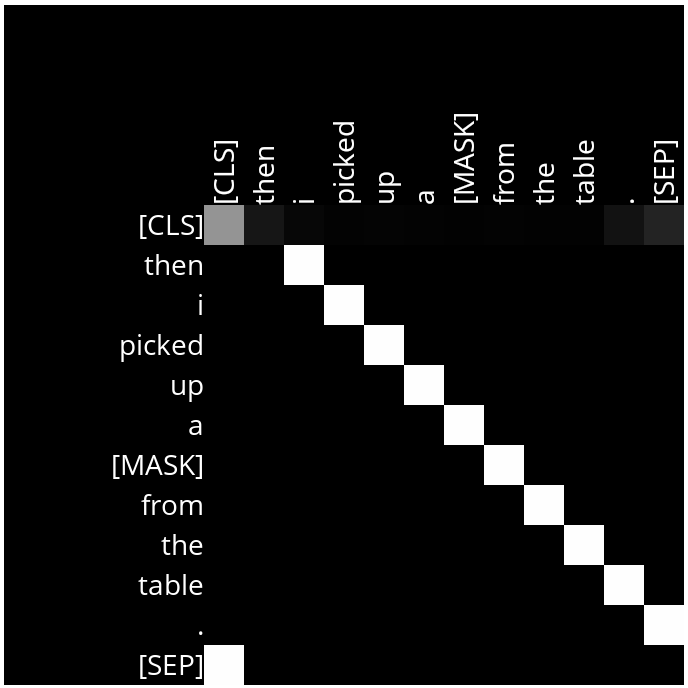 [CLS] then i picked up a [MASK] from the table . [SEP]
[CLS]
then
i
picked
up
a
[MASK]
from
the
table
.
[SEP]